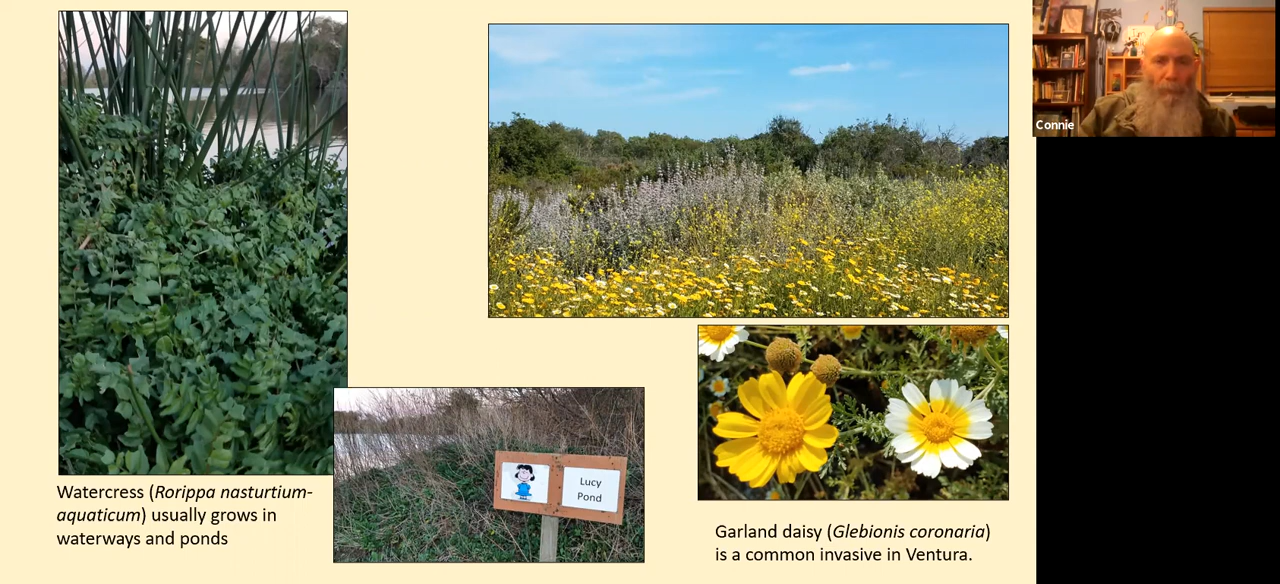 Connie
Watercress (Rorippa nasturtium-
aquaticum) usually grows in
waterways and ponds
Lucy
Pond
Garland daisy (Glebionis coronaria)
is a common invasive in Ventura.